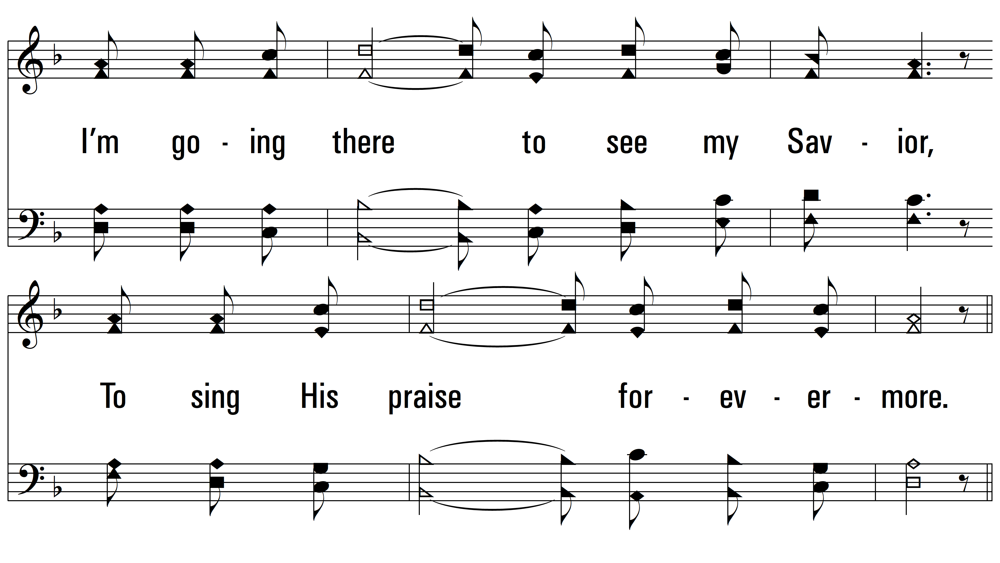 I’m go - ing there to see my Sav - ior,
To sing His praise for - ev - er - more.